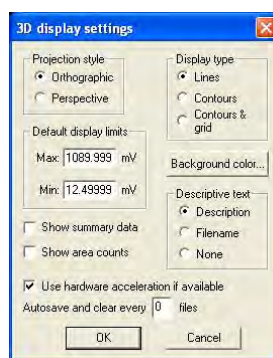 3D display settings
Projection style
Orthographic
Perspective
Display type
Lines
Contours
Contours & grid
Default display limits
Max: 1089.999 mV
Min: 12.49999 mV
Background color...
Descriptive text
Description
Filename
None
Show summary data
Show area counts
Use hardware acceleration if available
Autosave and clear every 0 files
OK
Cancel